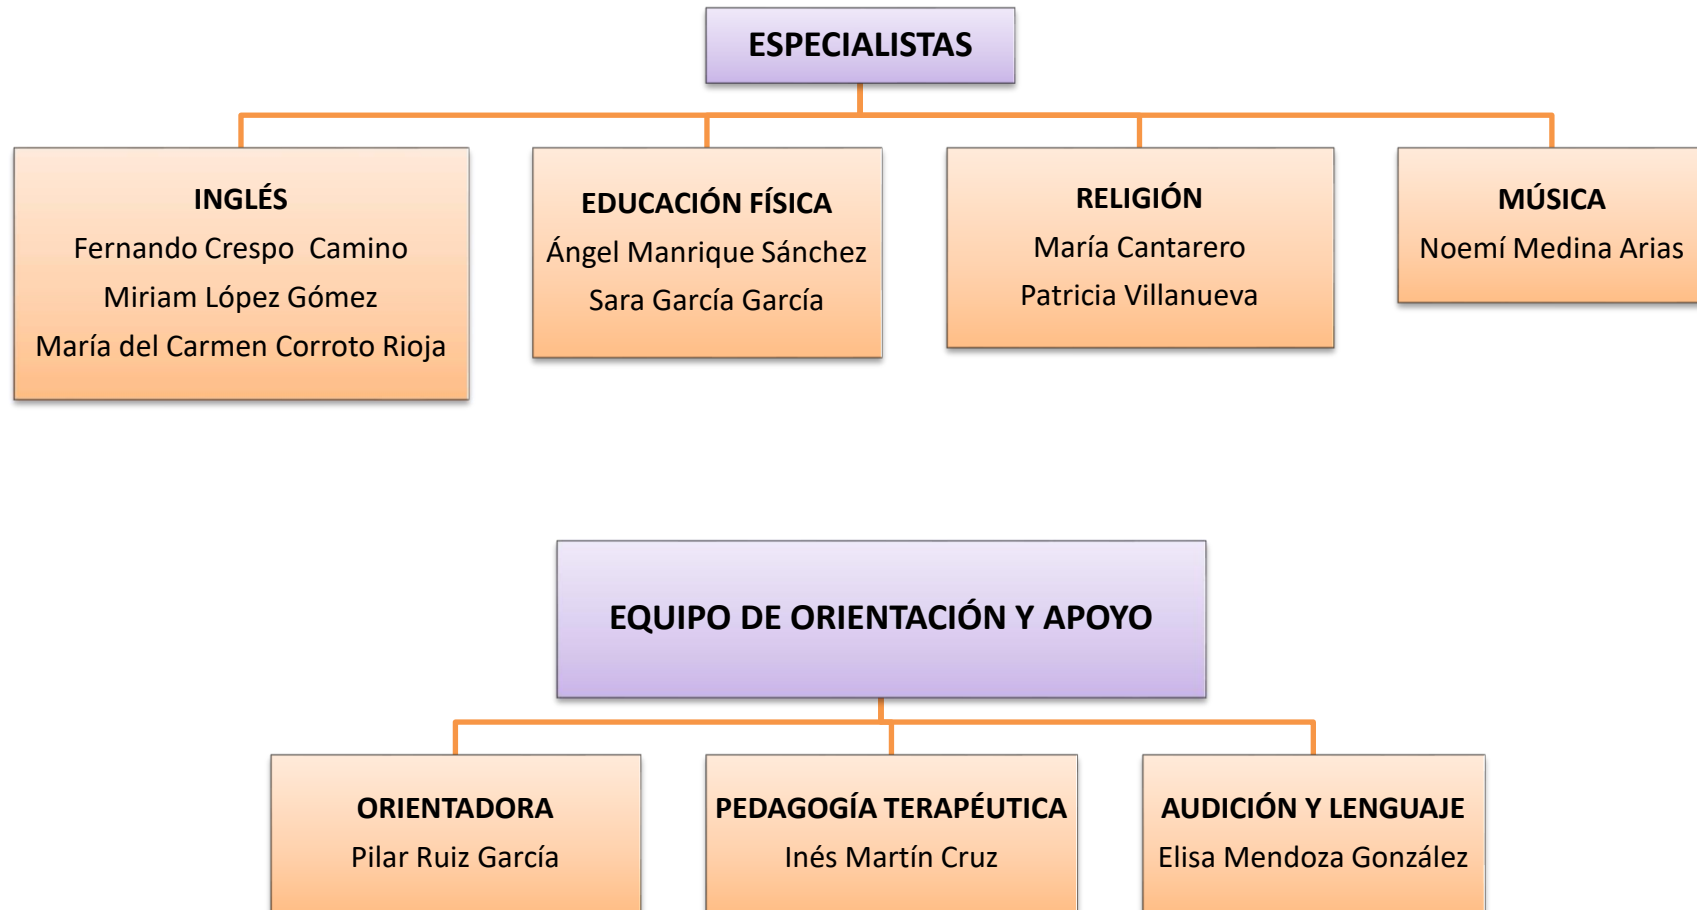 ESPECIALISTAS
INGLÉS
Fernando Crespo  Camino
Miriam López Gómez
María del Carmen Corroto Rioja
EDUCACIÓN FÍSICA
Ángel Manrique Sánchez
Sara García García
RELIGIÓN
María Cantarero
Patricia Villanueva
MÚSICA
Noemí Medina Arias
EQUIPO DE ORIENTACIÓN Y APOYO
ORIENTADORA
Pilar Ruiz García
PEDAGOGÍA TERAPÉUTICA
Inés Martín Cruz
AUDICIÓN Y LENGUAJE
Elisa Mendoza González